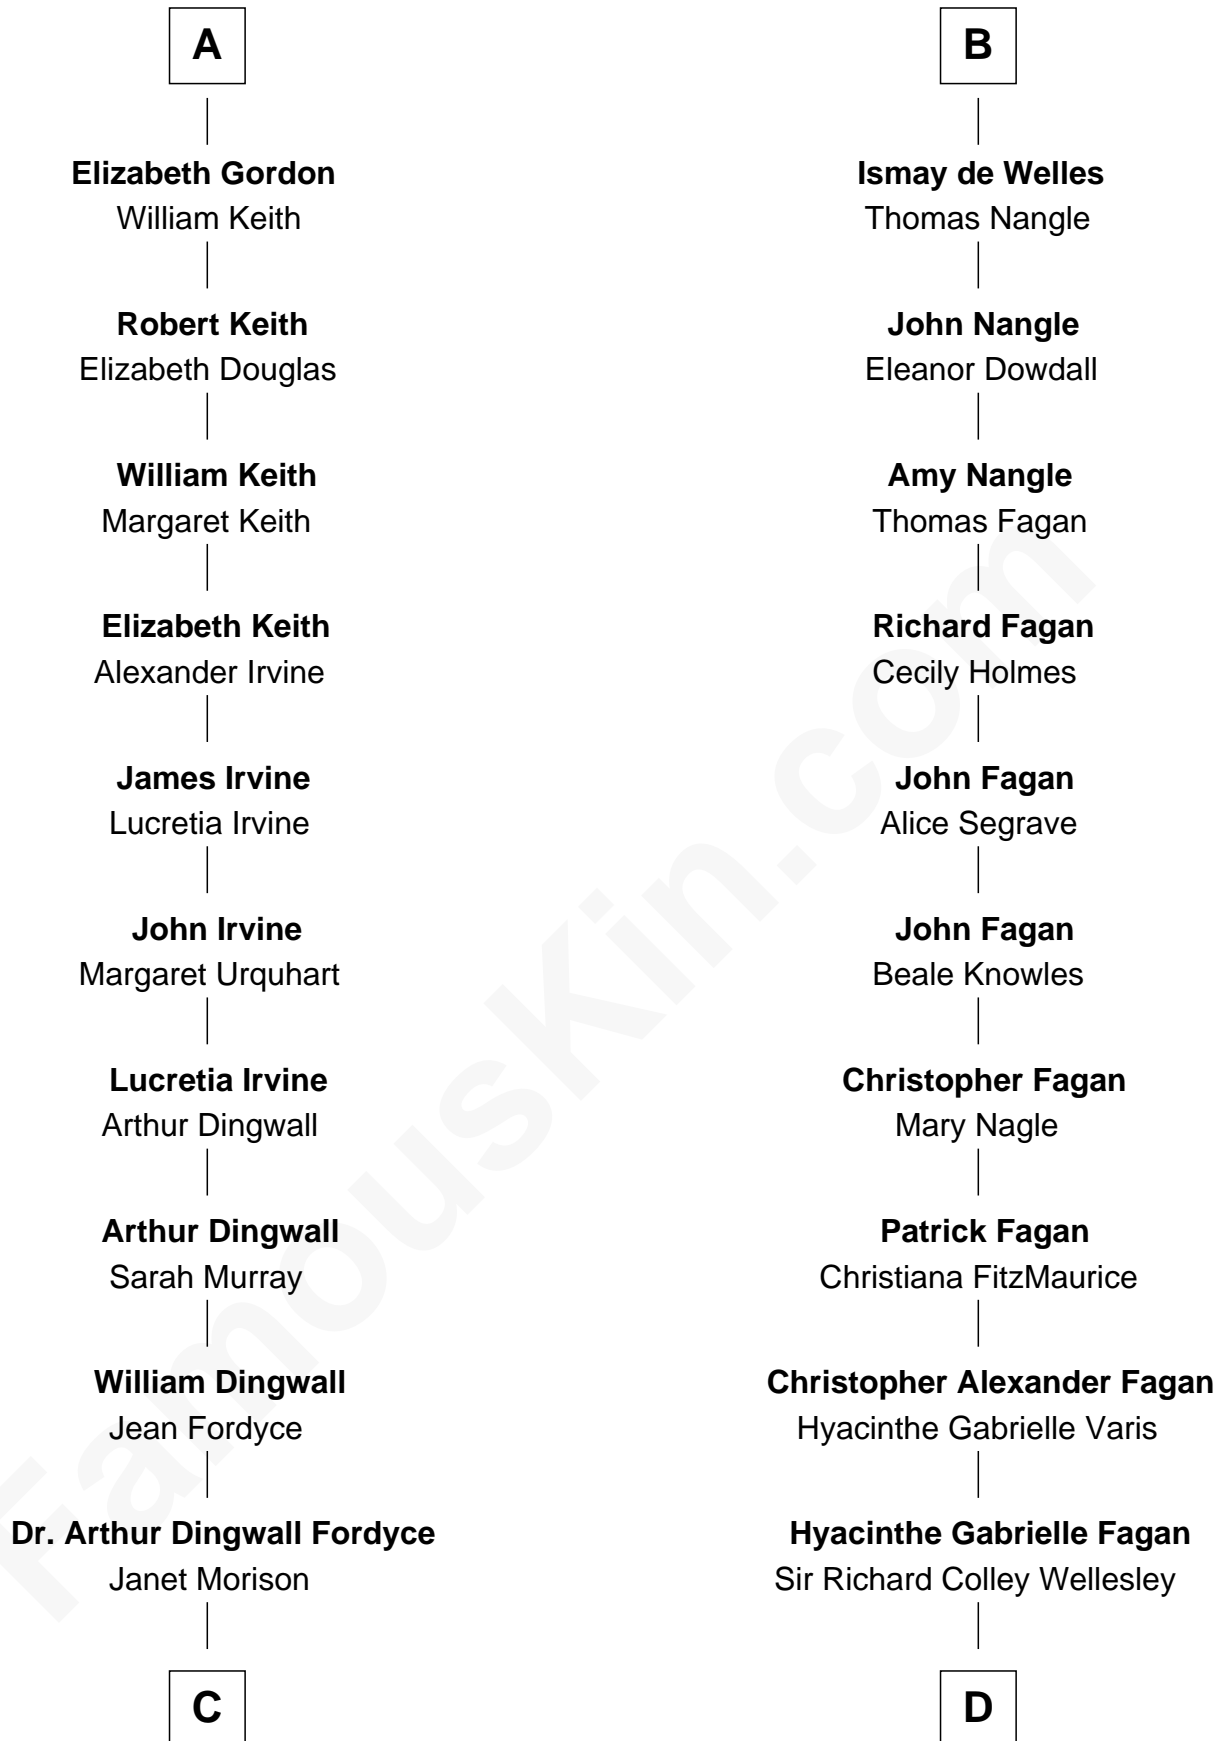 A
Elizabeth Gordon
William Keith
Robert Keith
Elizabeth Douglas
William Keith
Margaret Keith
Elizabeth Keith
Alexander Irvine
James Irvine
Lucretia Irvine
John Irvine
Margaret Urquhart
Lucretia Irvine
Arthur Dingwall
Arthur Dingwall
Sarah Murray
William Dingwall
Jean Fordyce
Dr. Arthur Dingwall Fordyce
Janet Morison
C
B
Ismay de Welles
Thomas Nangle
John Nangle
Eleanor Dowdall
Amy Nangle
Thomas Fagan
Richard Fagan
Cecily Holmes
John Fagan
Alice Segrave
John Fagan
Beale Knowles
Christopher Fagan
Mary Nagle
Patrick Fagan
Christiana FitzMaurice
Christopher Alexander Fagan
Hyacinthe Gabrielle Varis
Hyacinthe Gabrielle Fagan
Sir Richard Colley Wellesley
D
FamousKin.com